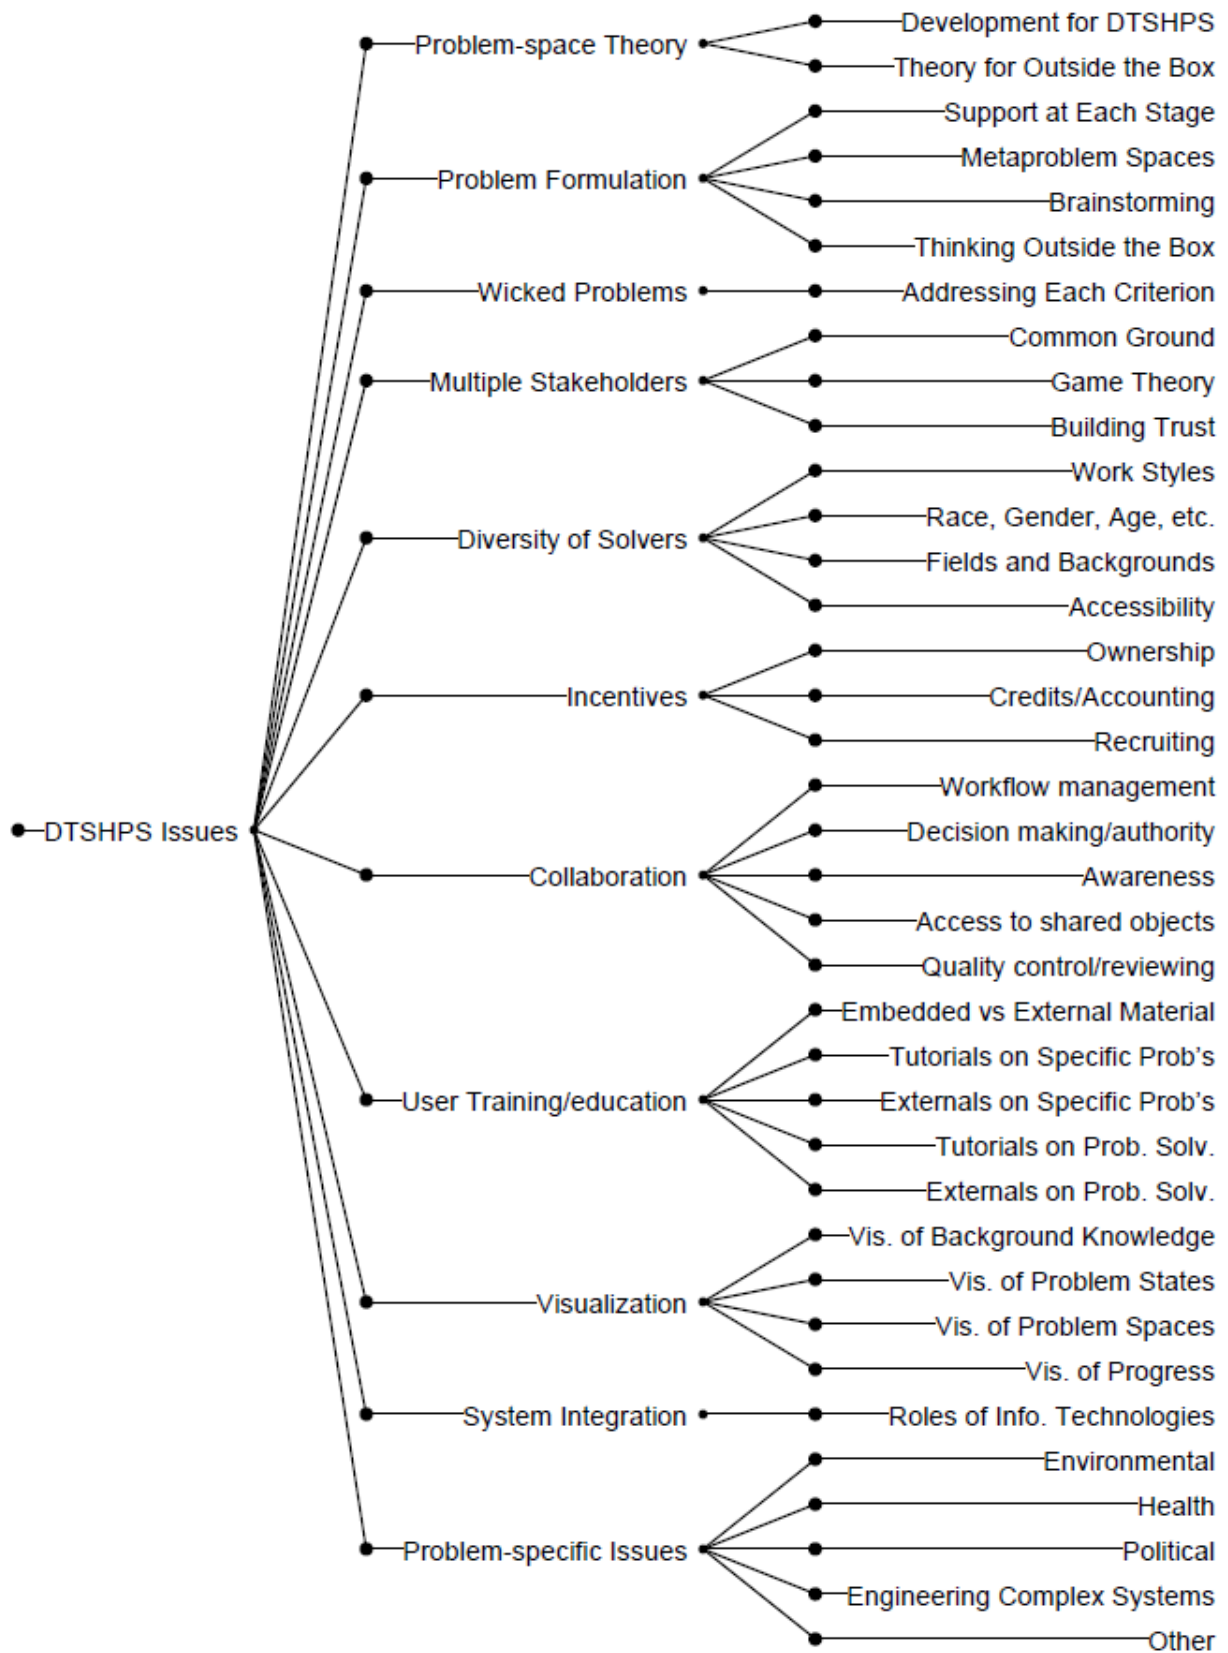 DTSHPS Issues
Problem-space Theory
Development for DTSHPS
Theory for Outside the Box
Problem Formulation
Support at Each Stage
Metaproblem Spaces
Brainstorming
Thinking Outside the Box
Wicked Problems
Addressing Each Criterion
Multiple Stakeholders
Common Ground
Game Theory
Building Trust
Diversity of Solvers
Work Styles
Race, Gender, Age, etc.
Fields and Backgrounds
Accessibility
Incentives
Ownership
Credits/Accounting
Recruiting
Collaboration
Workflow management
Decision making/authority
Awareness
Access to shared objects
Quality control/reviewing
User Training/education
Embedded vs External Material
Tutorials on Specific Prob’s
Externals on Specific Prob’s
Tutorials on Prob. Solv.
Externals on Prob. Solv.
Visualization
Vis. of Background Knowledge
Vis. of Problem States
Vis. of Problem Spaces
Vis. of Progress
System Integration
Roles of Info. Technologies
Problem-specific Issues
Environmental
Health
Political
Engineering Complex Systems
Other